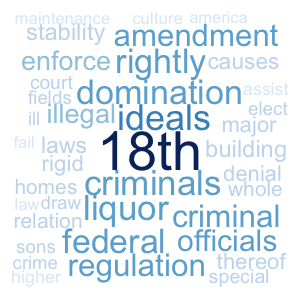 maintenance culture america
stability amendment
enforce rightly causes
court domination assist
fields
ill illegal ideals elect
major
fail laws 18th building
rigid
homes criminals denial
whole
law draw liquor criminal
relation
sons federal officials
crime regulation thereof
higher special